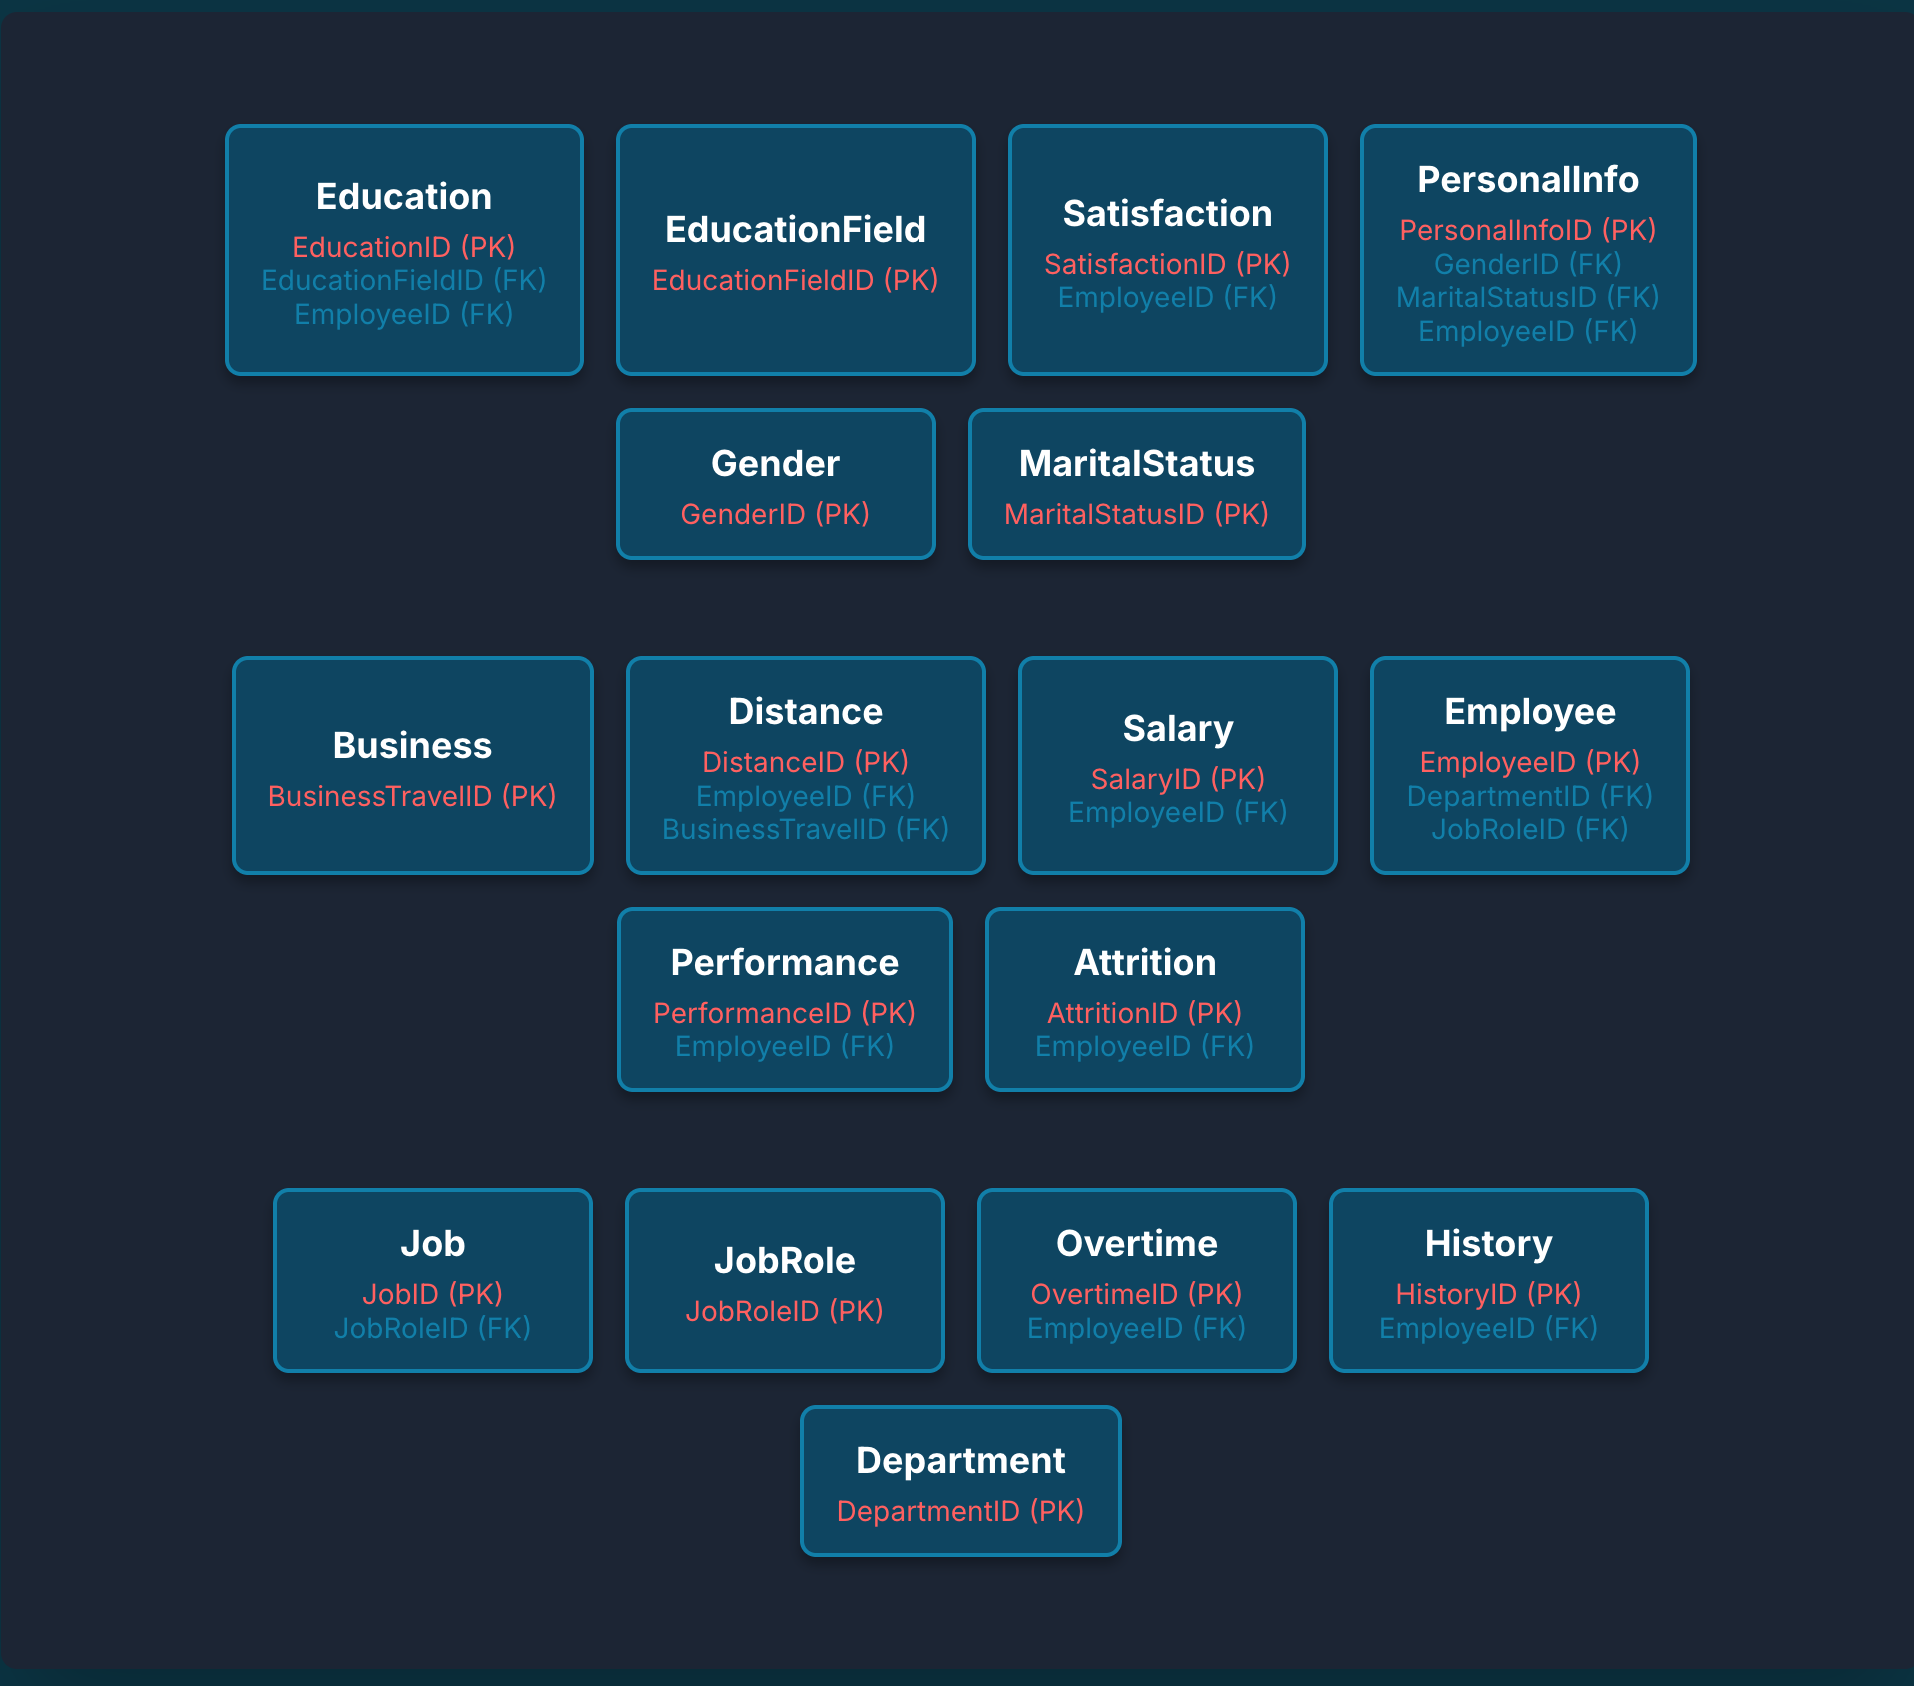 Education
EducationID (PK)
EducationFieldID (FK)
EmployeeID (FK)
EducationField
EducationFieldID (PK)
Satisfaction
SatisfactionID (PK)
EmployeeID (FK)
PersonalInfo
PersonalInfoID (PK)
GenderID (FK)
MaritalStatusID (FK)
EmployeeID (FK)
Gender
GenderID (PK)
MaritalStatus
MaritalStatusID (PK)
Business
BusinessTravelID (PK)
Distance
DistanceID (PK)
EmployeeID (FK)
BusinessTravelID (FK)
Salary
SalaryID (PK)
EmployeeID (FK)
Employee
EmployeeID (PK)
DepartmentID (FK)
JobRoleID (FK)
Performance
PerformanceID (PK)
EmployeeID (FK)
Attrition
AttritionID (PK)
EmployeeID (FK)
Job
JobID (PK)
JobRoleID (FK)
JobRole
JobRoleID (PK)
Overtime
OvertimeID (PK)
EmployeeID (FK)
History
HistoryID (PK)
EmployeeID (FK)
Department
DepartmentID (PK)